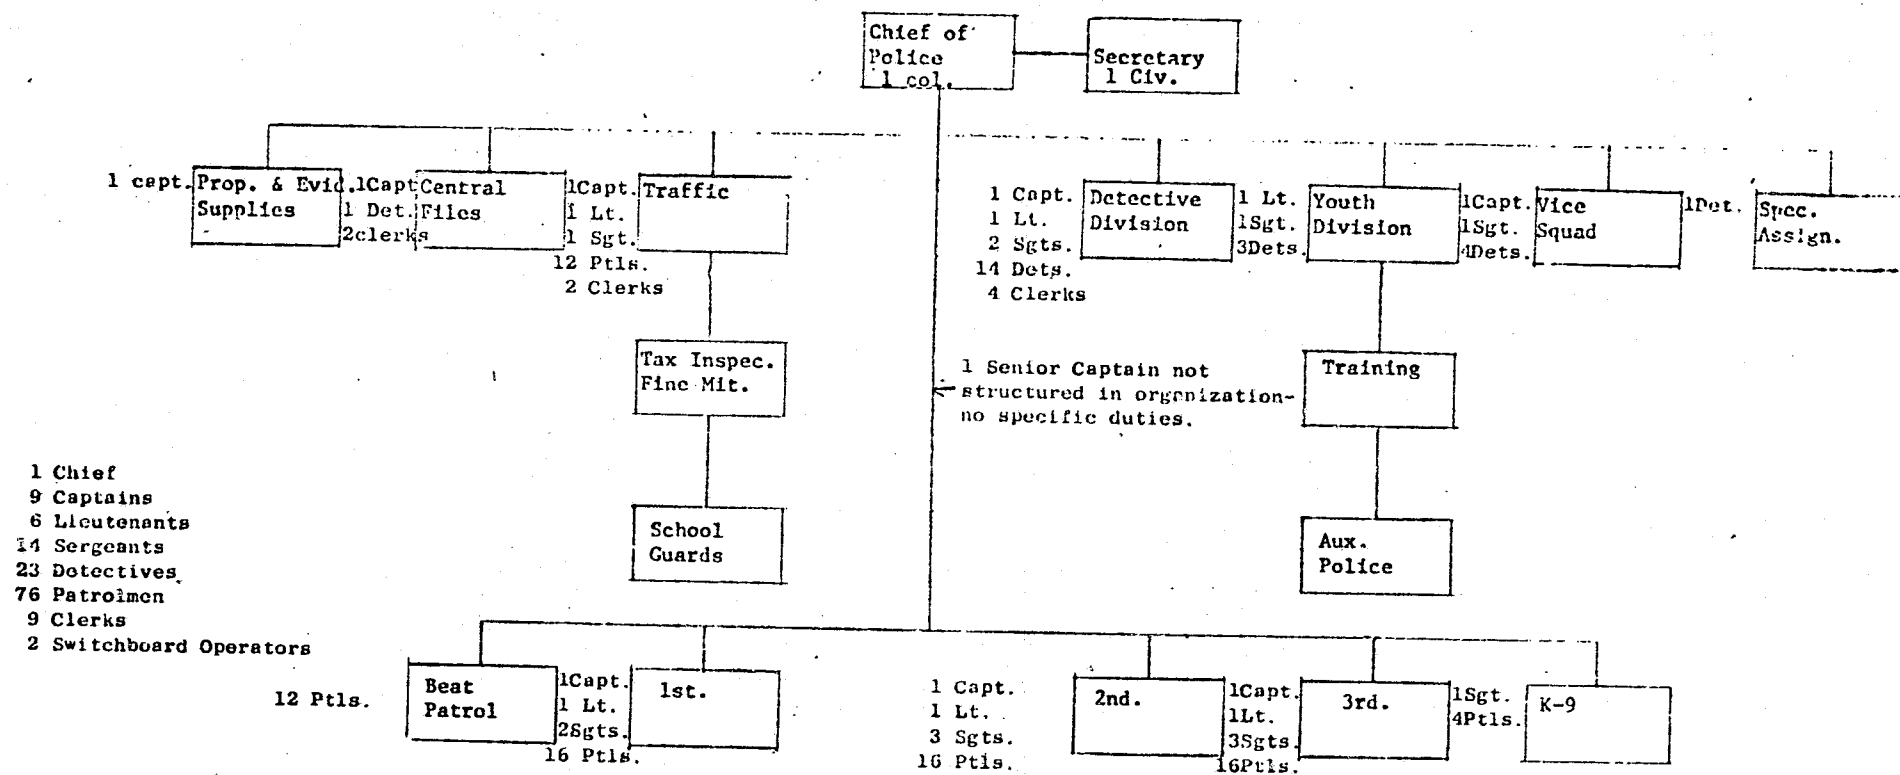 Chief of
Police
1 col.
Secretary
1 Civ.
1 capt.
Prop. & Evid.
Supplies
1Capt
1 Det.
2clerks
Central
Files
1Capt.
1 Lt.
1 Sgt.
12 Ptls.
2 Clerks
Traffic
1 Capt.
1 Lt.
2 Sgts.
14 Dets.
4 Clerks
Detective
Division
1 Lt.
1Sgt.
3Dets.
Youth
Division
1Capt.
1Sgt.
4Dets.
Vice
Squad
1Det.
Spec.
Assign.
Tax Inspec.
Fine Mit.
1 Senior Captain not
structured in organization-
no specific duties.
Training
School
Guards
Aux.
Police
1 Chief
9 Captains
6 Lieutenants
14 Sergeants
23 Detectives
76 Patrolmen
9 Clerks
2 Switchboard Operators
12 Ptls.
Beat
Patrol
1Capt.
1 Lt.
2Sgts.
16 Ptls.
1st.
1 Capt.
1 Lt.
3 Sgts.
16 Ptls.
2nd.
1Capt.
1Lt.
3Sgts.
16Ptls.
3rd.
1Sgt.
4Ptls.
K-9